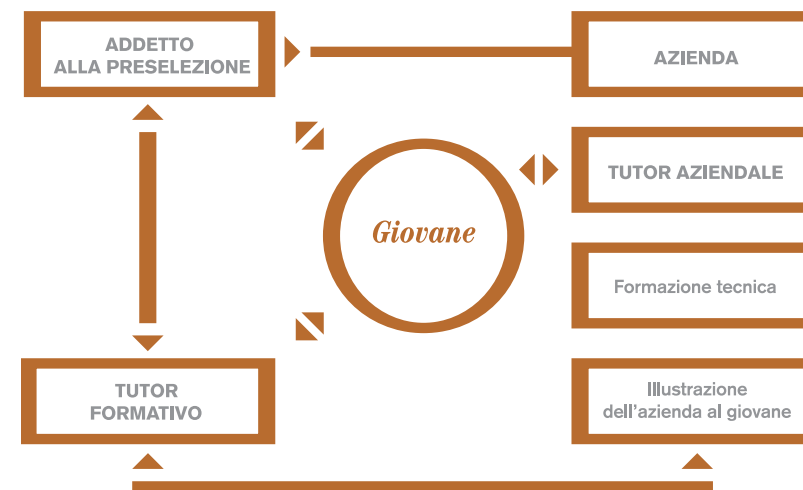 ADDETTO
ALLA PRESELEZIONE
AZIENDA
TUTOR AZIENDALE
Giovane
Formazione tecnica
TUTOR
FORMATIVO
Illustrazione
dell'azienda al giovane